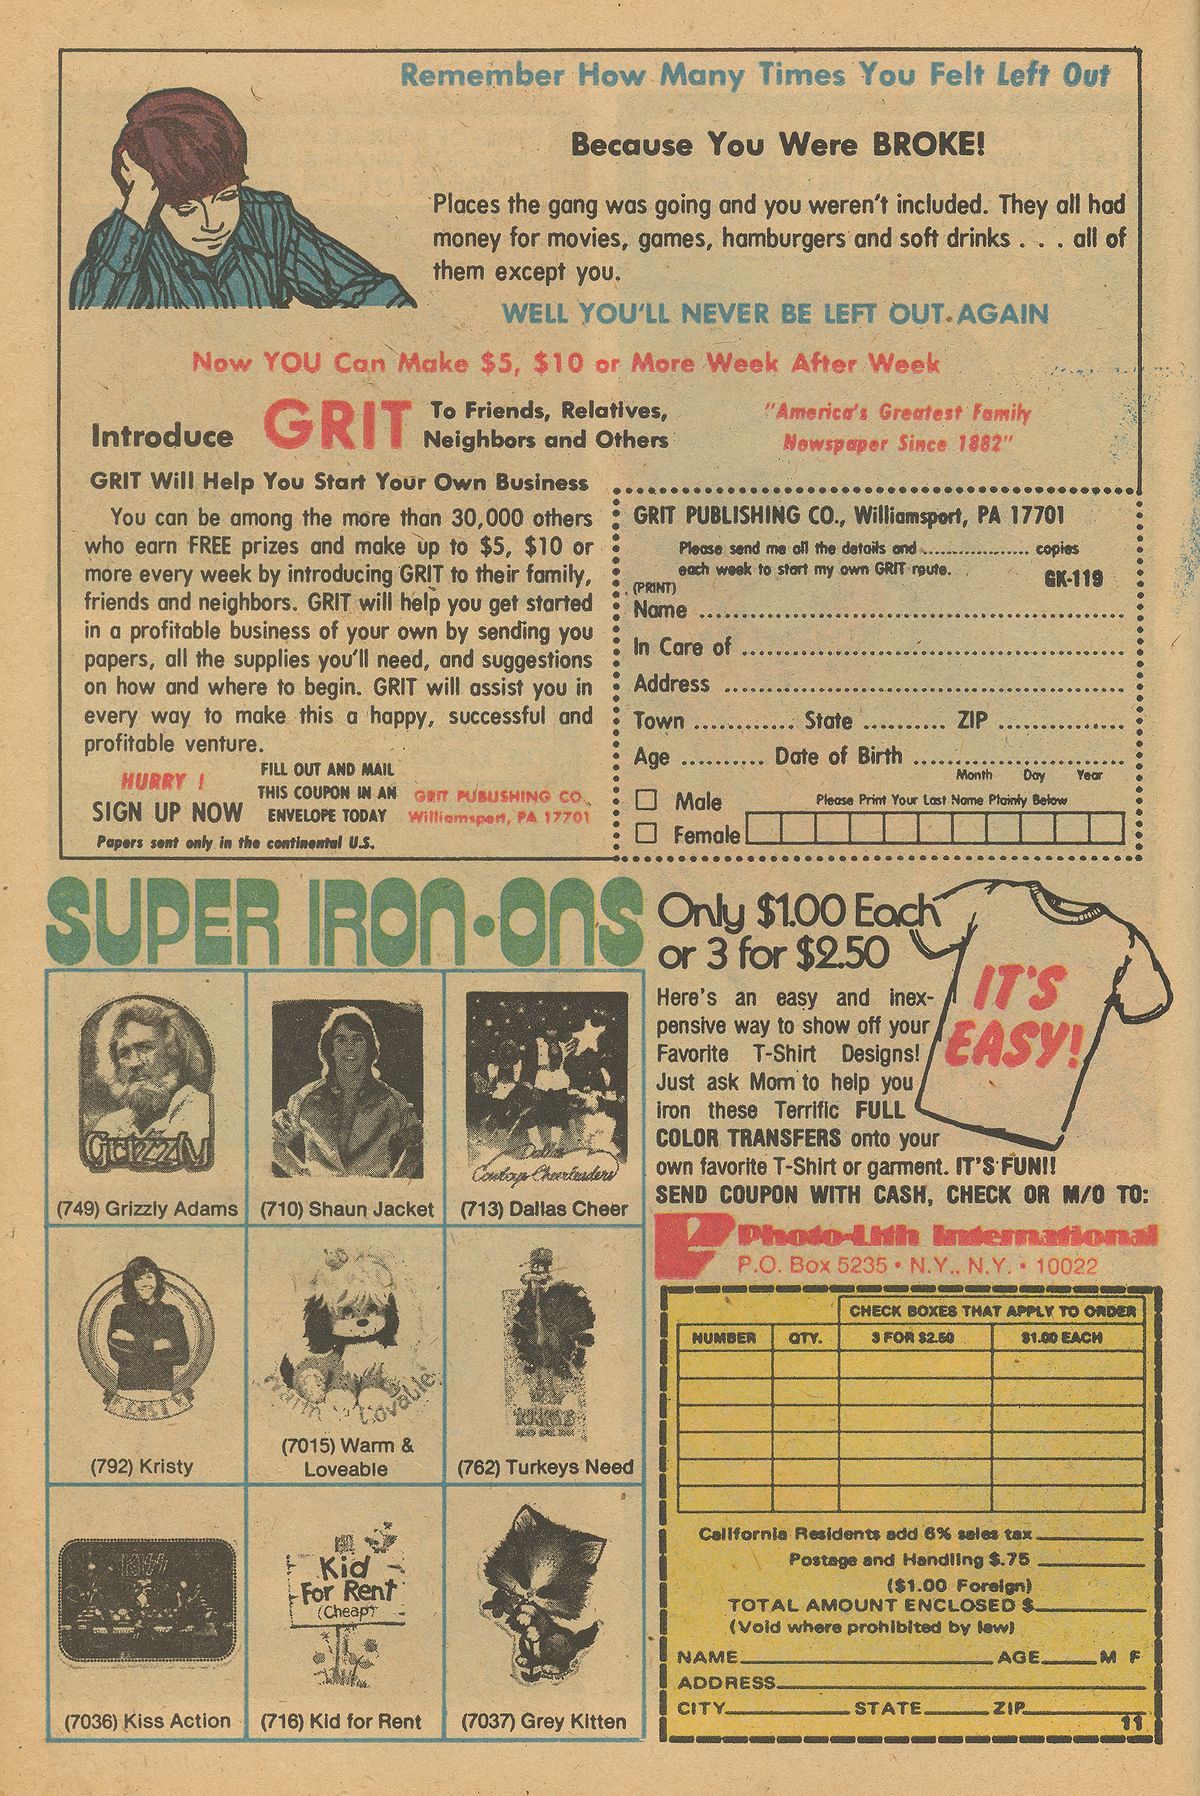 Remember How Many Times You Felt Left Out
Because You Were BROKE!
Places the gang was going and you weren't included. They all had
money for movies, games, hamburgers and soft drinks . . . all of
them except you.
WELL YOU'LL NEVER BE LEFT OUT AGAIN
Now YOU Can Make $5, $10 or More Week After Week
Introduce GRIT To Friends, Relatives,
Neighbors and Others
"America's Greatest Family
Newspaper Since 1882"
GRIT Will Help You Start Your Own Business
You can be among the more than 30,000 others
who earn FREE prizes and make up to $5, $10 or
more every week by introducing GRIT to their family,
friends and neighbors. GRIT will help you get started
in a profitable business of your own by sending you
papers, all the supplies you'll need, and suggestions
on how and where to begin. GRIT will assist you in
every way to make this a happy, successful and
profitable venture.
HURRY !
SIGN UP NOW
FILL OUT AND MAIL
THIS COUPON IN AN
ENVELOPE TODAY
GRIT PUBLISHING CO.,
Williamsport, PA 17701
Papers sent only in the continental U.S.
GRIT PUBLISHING CO., Williamsport, PA 17701
Please send me all the details and .................. copies
each week to start my own GRIT route.
GK-119
(PRINT)
Name
In Care of
Address
Town ............ State .......... ZIP ...............
Age .......... Date of Birth
Month Day Year
Male
Please Print Your Last Name Plainly Below
Female
SUPER IRON-ONS
Grizzly
(749) Grizzly Adams
(710) Shaun Jacket
Dallas
Cowboys Cheerleaders
(713) Dallas Cheer
KRISTY
(792) Kristy
Warm & Lovable
(7015) Warm &
Loveable
(762) Turkeys Need
KISS
(7036) Kiss Action
Kid
For Rent
(Cheap)
(716) Kid for Rent
(7037) Grey Kitten
Only $1.00 Each
or 3 for $2.50
IT'S
EASY!
Here's an easy and inex-
pensive way to show off your
Favorite T-Shirt Designs!
Just ask Mom to help you
iron these Terrific FULL
COLOR TRANSFERS onto your
own favorite T-Shirt or garment. IT'S FUN!!
SEND COUPON WITH CASH, CHECK OR M/O TO:
Photo-Lith International
P.O. Box 5235 • N.Y., N.Y. • 10022
CHECK BOXES THAT APPLY TO ORDER
NUMBER QTY. 3 FOR $2.50 $1.00 EACH
California Residents add 6% sales tax
Postage and Handling $.75
($1.00 Foreign)
TOTAL AMOUNT ENCLOSED $
(Void where prohibited by law)
NAME AGE M F
ADDRESS
CITY STATE ZIP
11